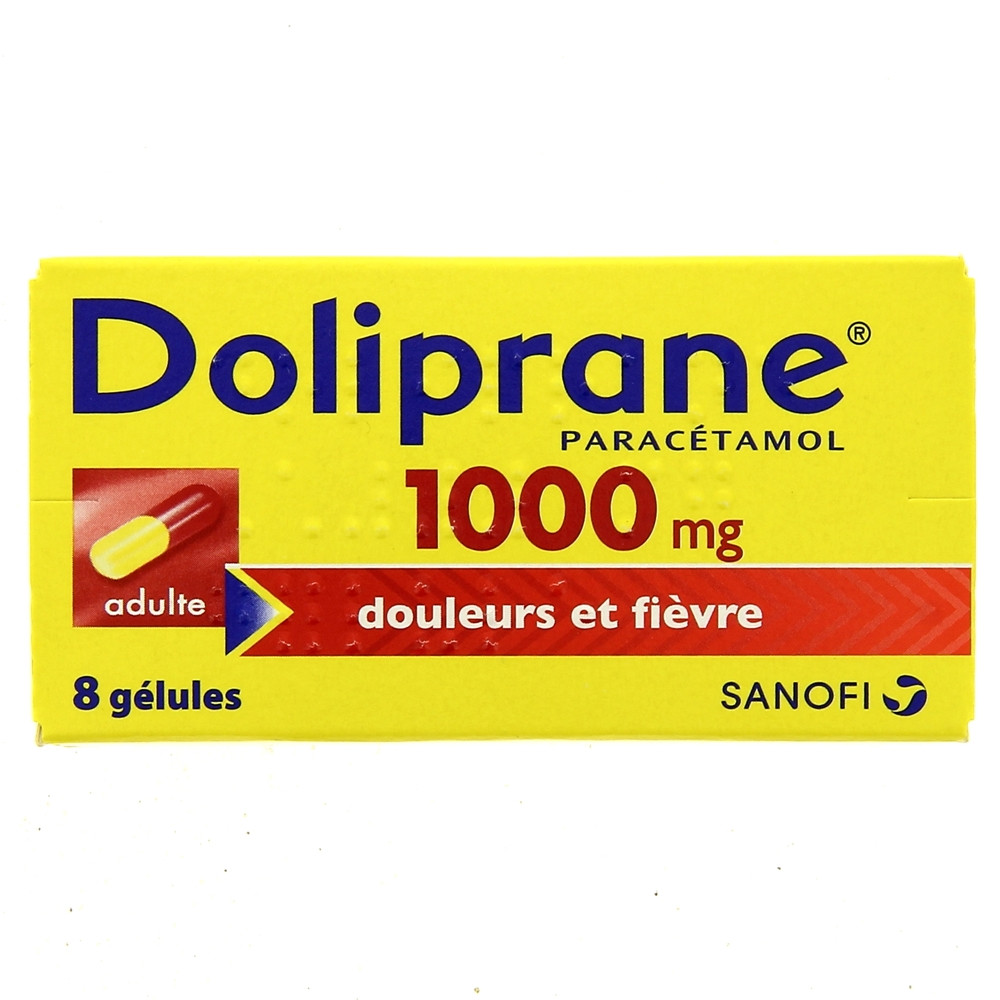 Doliprane®
PARACÉTAMOL
1000 mg
adulte
douleurs et fièvre
8 gélules
SANOFI